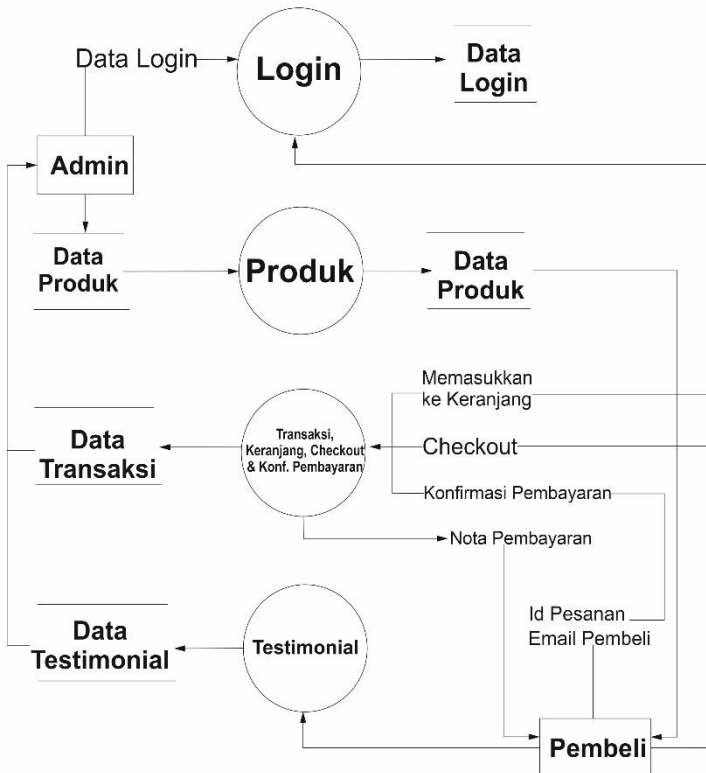 Data Login
Login
Data
Login
Admin
Data
Produk
Produk
Data
Produk
Memasukkan
ke Keranjang
Data
Transaksi
Transaksi,
Keranjang, Checkout
& Konf. Pembayaran
Checkout
Konfirmasi Pembayaran
Nota Pembayaran
Data
Testimonial
Testimonial
Id Pesanan
Email Pembeli
Pembeli